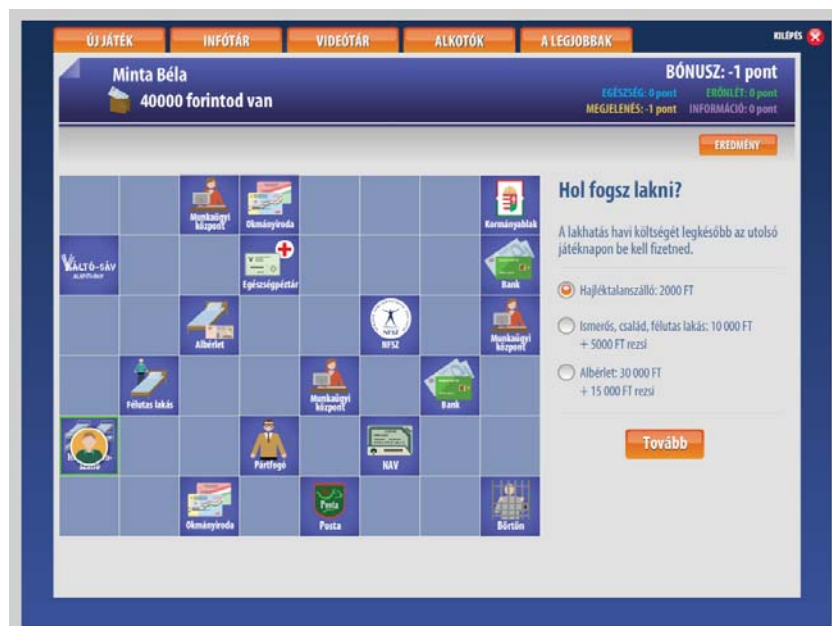 ÚJ JÁTÉK
INFÓTÁR
VIDEÓTÁR
ALKOTÓK
A LEGJOBBAK
KILÉPÉS
Minta Béla
40000 forintod van
BÓNUSZ: -1 pont
EGÉSZSÉG: 0 pont ERŐNLÉT: 0 pont
MEGJELENÉS: -1 pont INFORMÁCIÓ: 0 pont
EREDMÉNY
Munkaügyi
központ
Okmányiroda
Kormányablak
VÁLTÓ-SÁV
ALAPÍTVÁNY
Egészségpéztár
Bank
Albérlet
NFSZ
NFSZ
Munkaügyi
központ
Félutas lakás
Munkaügyi
központ
Bank
Pártfogó
NAV
Okmányiroda
Posta
Posta
Börtön
Hol fogsz lakni?
A lakhatás havi költségét legkésőbb az utolsó
játéknapon be kell fizetned.
Hajléktalanszálló: 2000 FT
Ismerős, család, félutas lakás: 10 000 FT
+ 5000 FT rezsi
Albérlet: 30 000 FT
+ 15 000 FT rezsi
Tovább